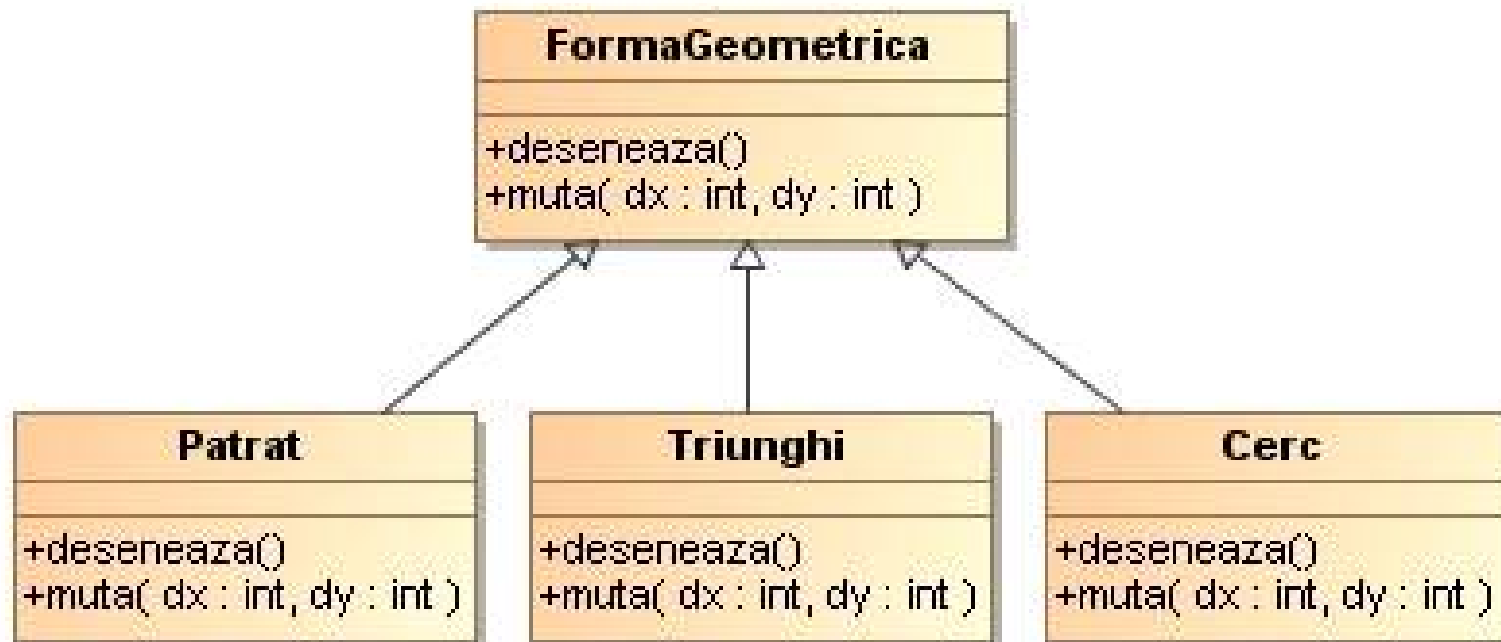 FormaGeometrica
+deseneaza()
+muta( dx : int, dy : int )
Patrat
+deseneaza()
+muta( dx : int, dy : int )
Triunghi
+deseneaza()
+muta( dx : int, dy : int )
Cerc
+deseneaza()
+muta( dx : int, dy : int )